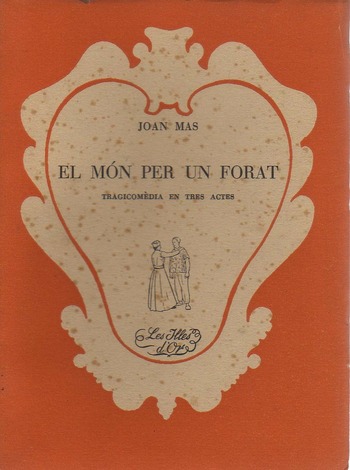 JOAN MAS
EL MÓN PER UN FORAT
TRAGICOMÈDIA EN TRES ACTES
Les Illes
d'Or